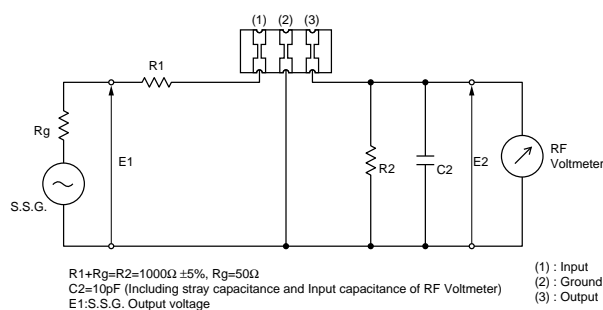 (1) (2) (3)
R1
Rg
E1
S.S.G.
R2
C2
E2
RF
Voltmeter
R1+Rg=R2=1000Ω ±5%, Rg=50Ω
C2=10pF (Including stray capacitance and Input capacitance of RF Voltmeter)
E1:S.S.G. Output voltage
(1) : Input
(2) : Ground
(3) : Output